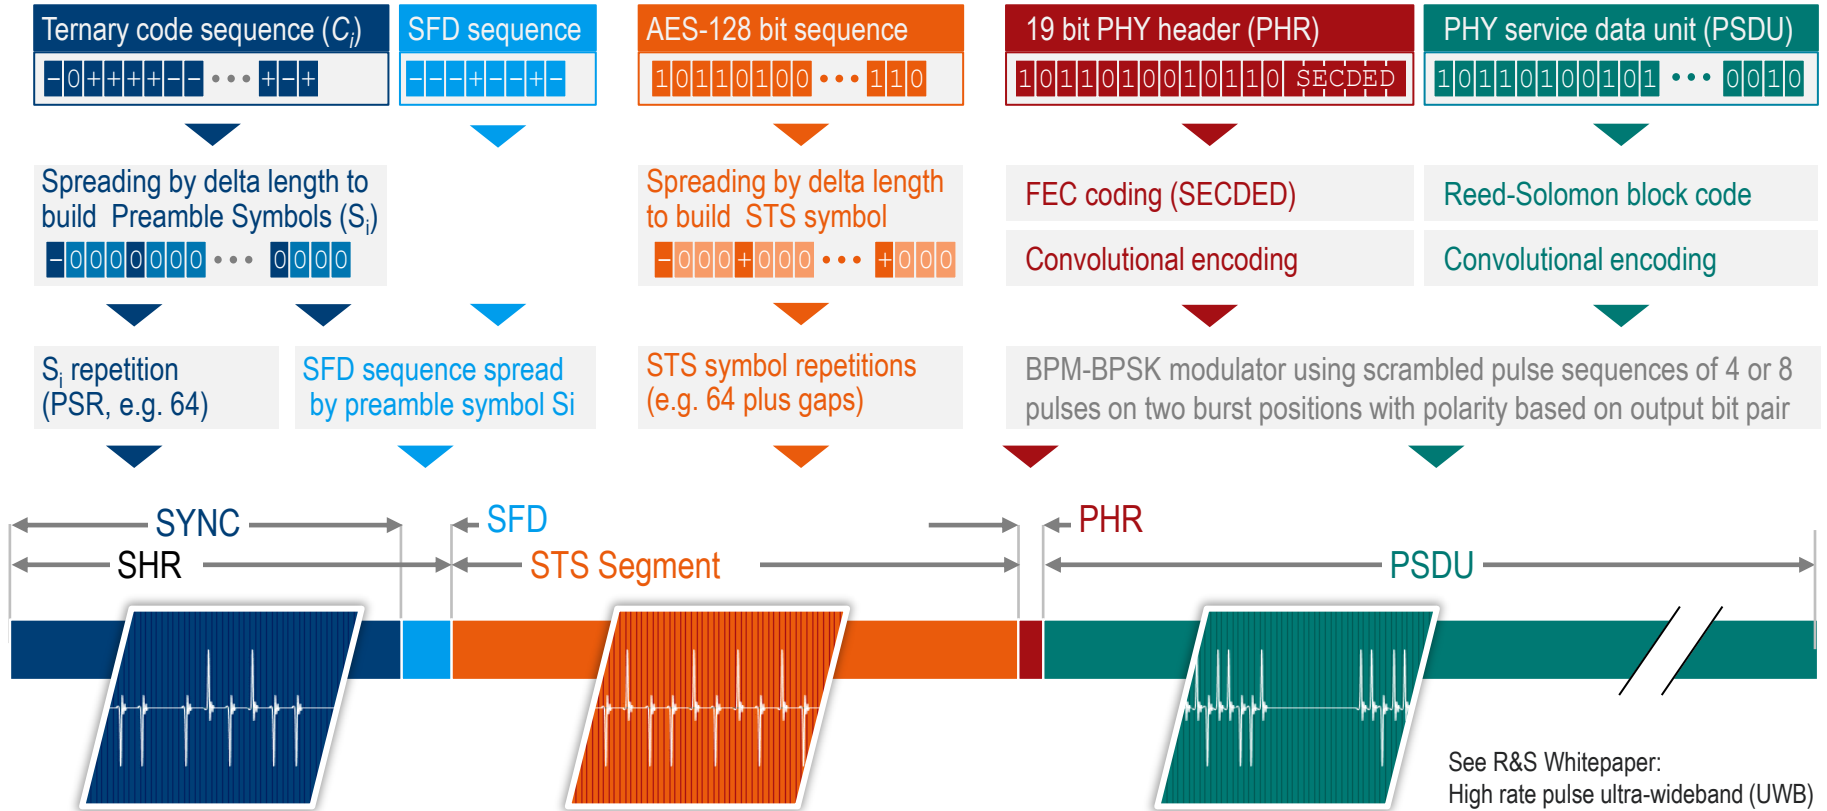 Ternary code sequence (Ci)
-0++++-- ••• +-+
SFD sequence
---+--+-
AES-128 bit sequence
10110100 ••• 110
19 bit PHY header (PHR)
1011010010110 SECDED
PHY service data unit (PSDU)
10110100101 ••• 0010
Spreading by delta length to
build Preamble Symbols (Si)
-0000000 ••• 0000
Spreading by delta length
to build STS symbol
-000+000 ••• +000
FEC coding (SECDED)
Convolutional encoding
Reed-Solomon block code
Convolutional encoding
Si repetition
(PSR, e.g. 64)
SFD sequence spread
by preamble symbol Si
STS symbol repetitions
(e.g. 64 plus gaps)
BPM-BPSK modulator using scrambled pulse sequences of 4 or 8
pulses on two burst positions with polarity based on output bit pair
SYNC
SFD
PHR
SHR
STS Segment
PSDU
See R&S Whitepaper:
High rate pulse ultra-wideband (UWB)